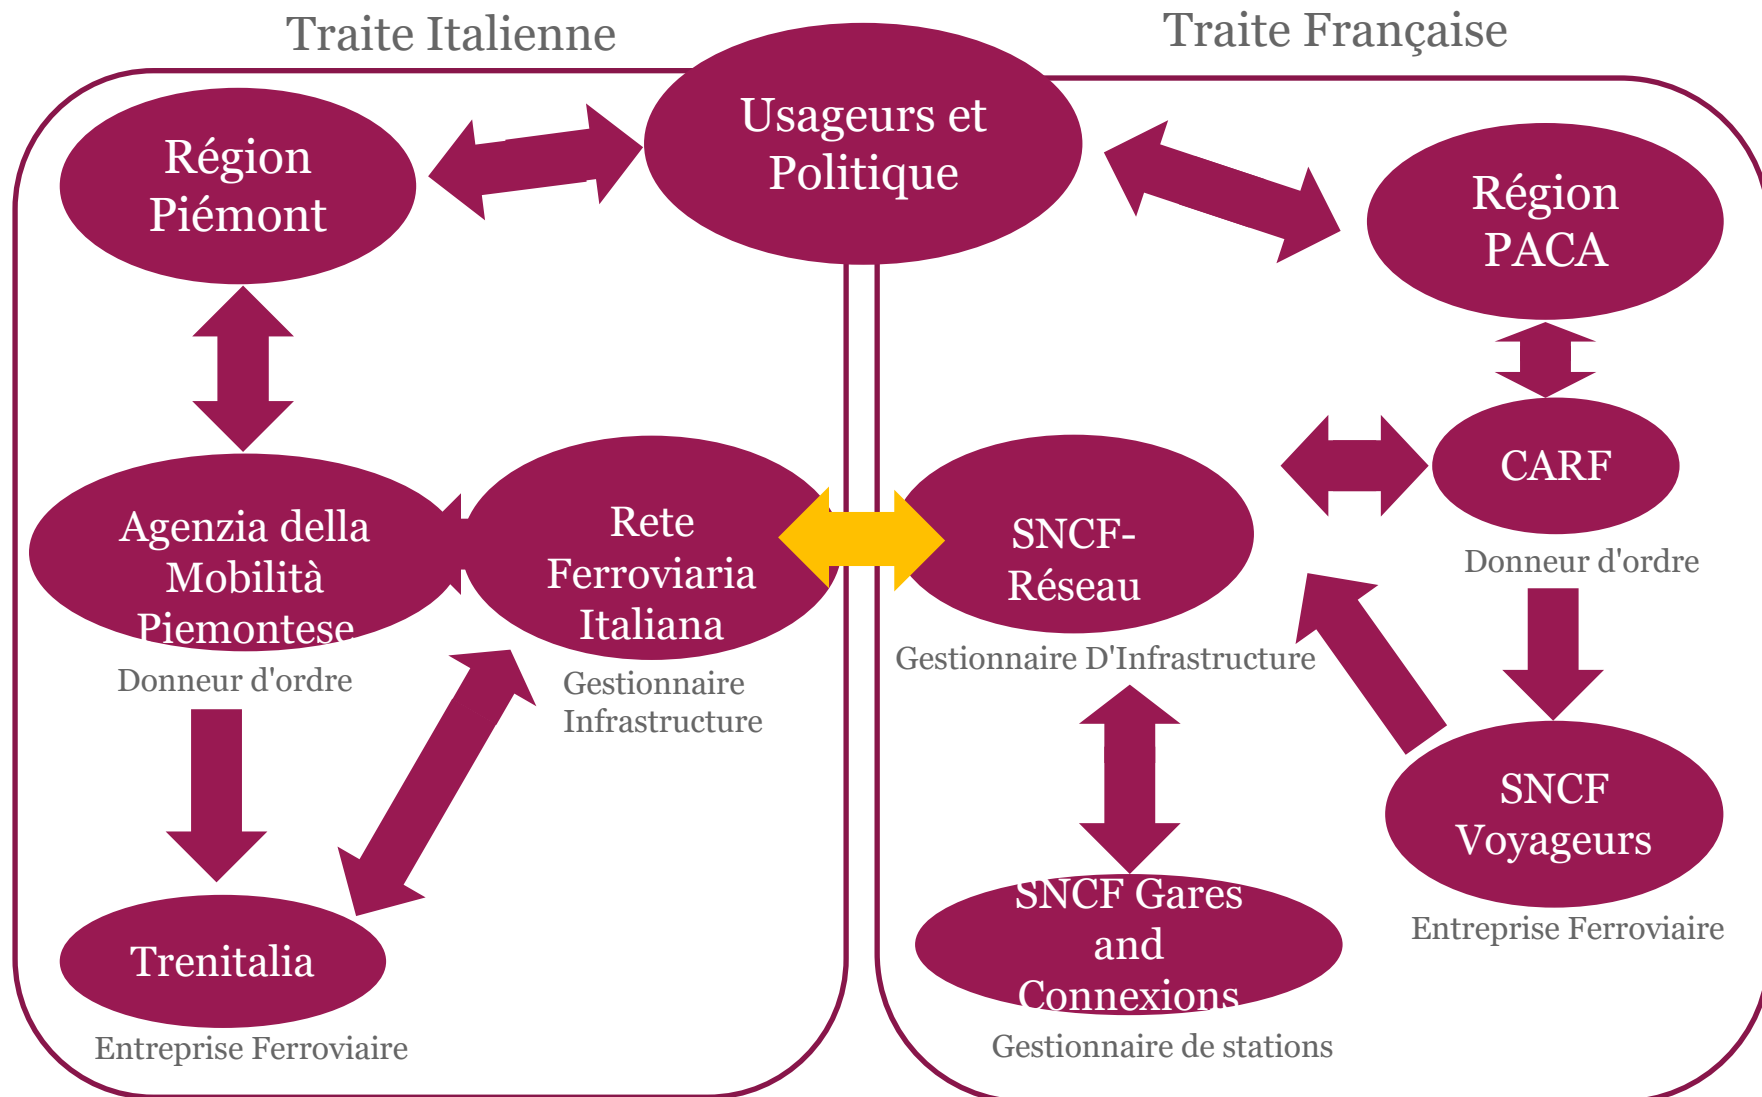 Traite Italienne
Traite Française
Usageurs et
Politique
Région
Piémont
Région
PACA
Agenzia della
Mobilità
Piemontese
Donneur d'ordre
Rete
Ferroviaria
Italiana
Gestionnaire
Infrastructure
SNCF-
Réseau
Gestionnaire D'Infrastructure
CARF
Donneur d'ordre
Trenitalia
Entreprise Ferroviaire
SNCF Gares
and
Connexions
Gestionnaire de stations
SNCF
Voyageurs
Entreprise Ferroviaire